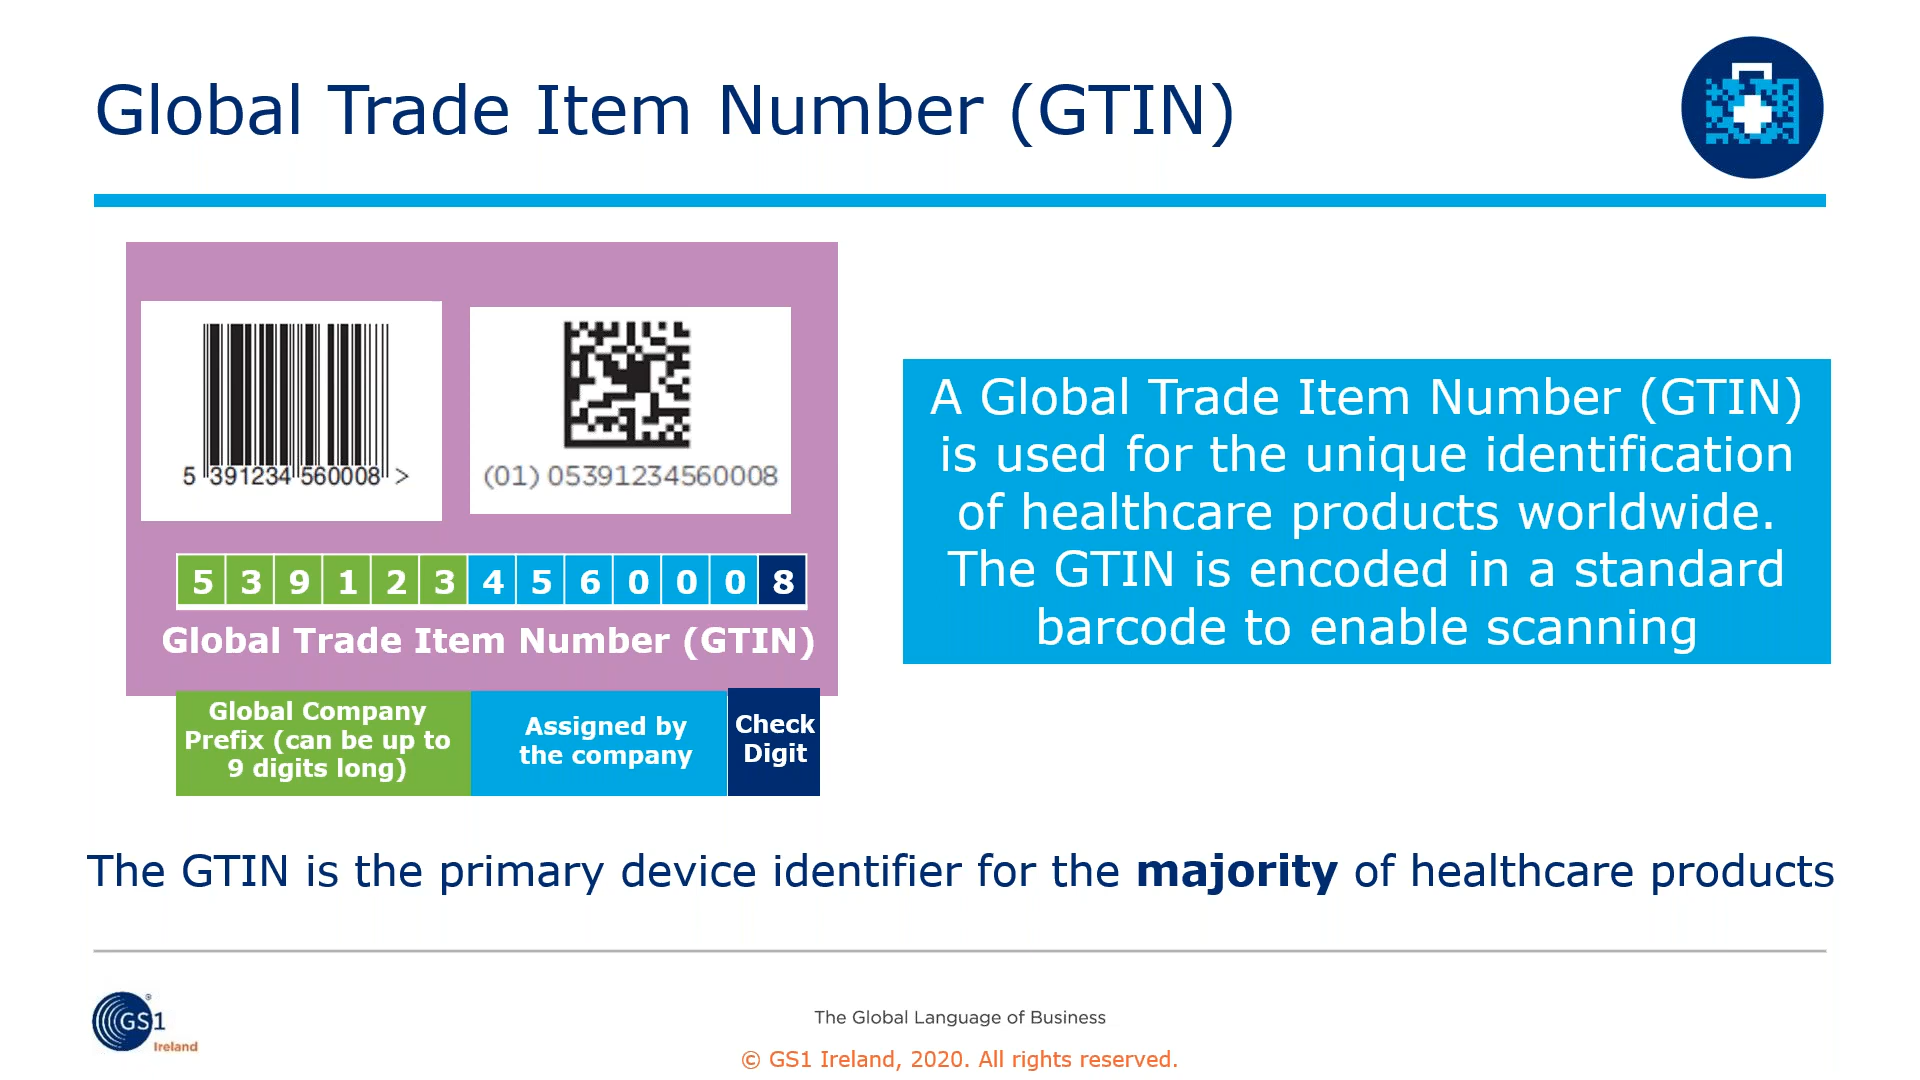 Global Trade Item Number (GTIN)
5 391234 560008 >
(01) 05391234560008
5 3 9 1 2 3 4 5 6 0 0 0 8
Global Trade Item Number (GTIN)
Global Company
Prefix (can be up to
9 digits long)
Assigned by
the company
Check
Digit
A Global Trade Item Number (GTIN)
is used for the unique identification
of healthcare products worldwide.
The GTIN is encoded in a standard
barcode to enable scanning
The GTIN is the primary device identifier for the majority of healthcare products
GS1
®
Ireland
The Global Language of Business
© GS1 Ireland, 2020. All rights reserved.